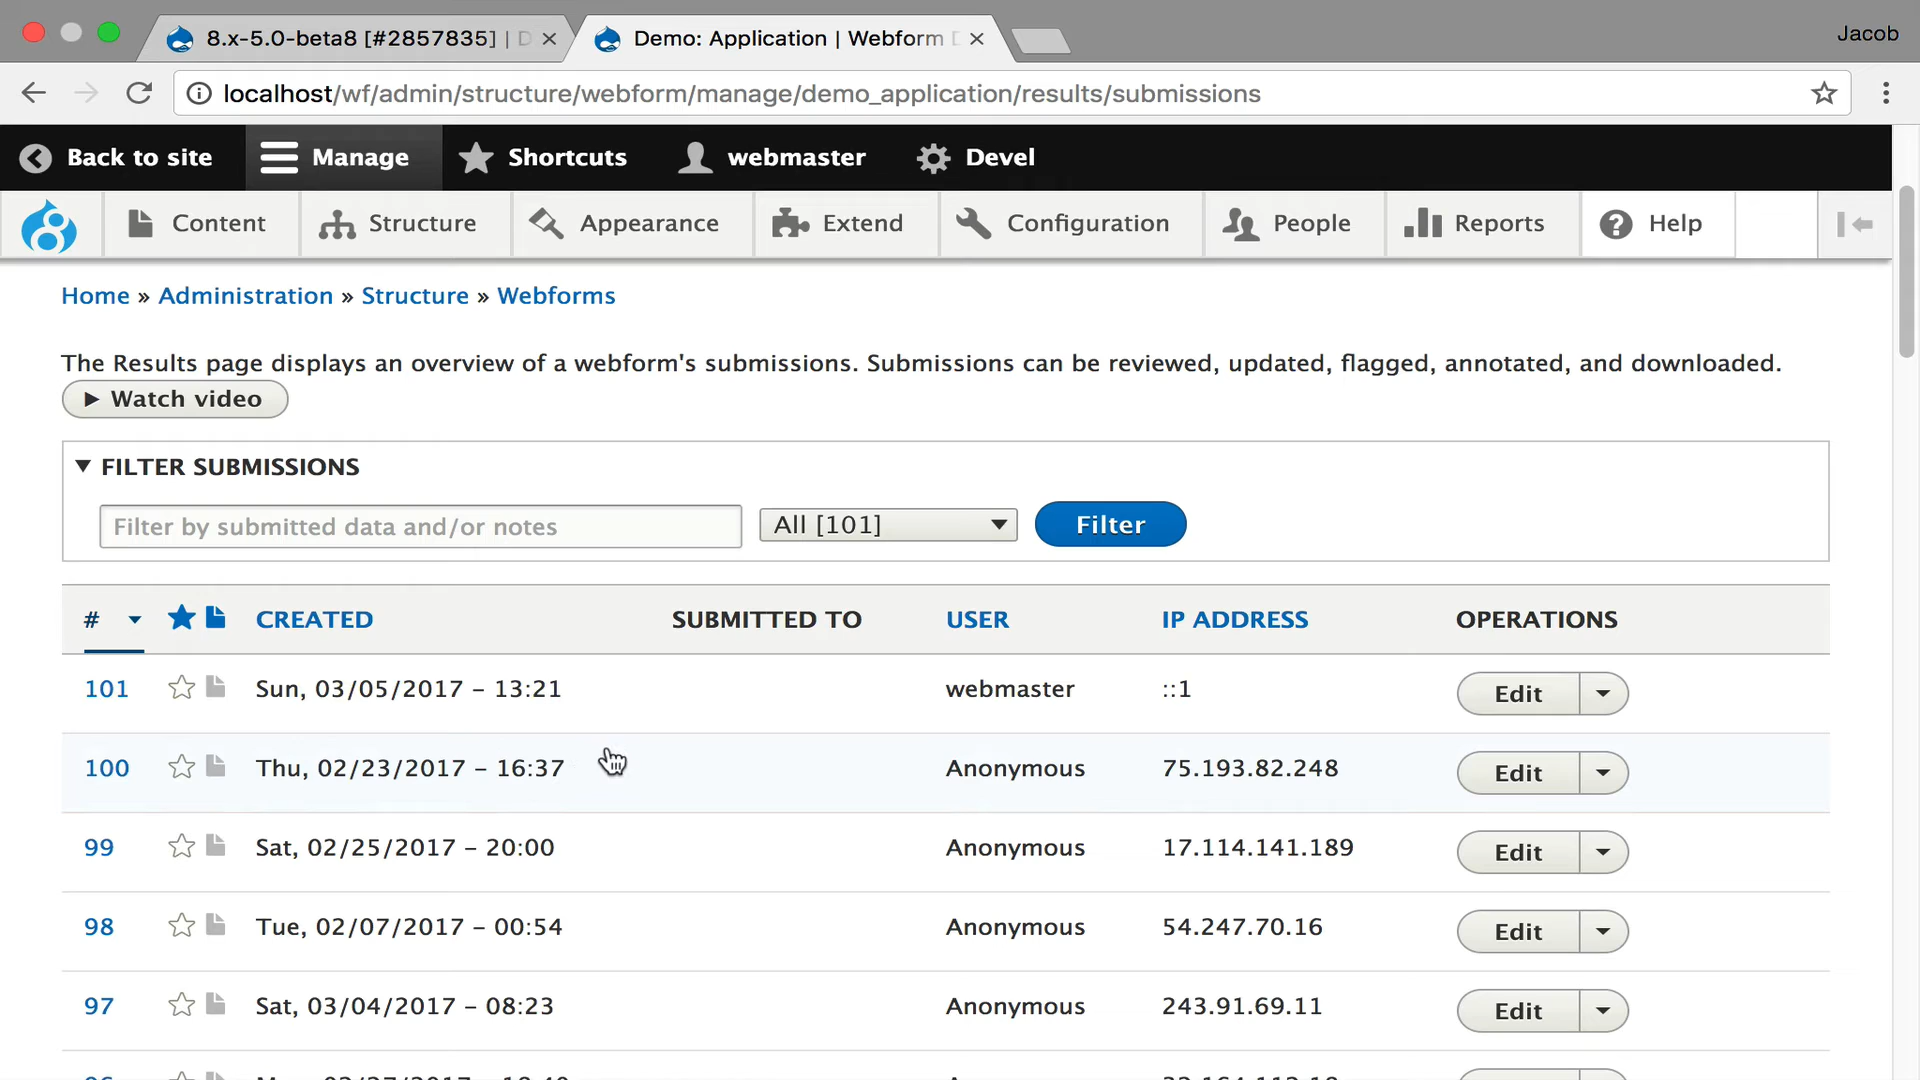 8.x-5.0-beta8 [#2857835] | D
Demo: Application | Webform D
Jacob
localhost/wf/admin/structure/webform/manage/demo_application/results/submissions
Back to site
Manage
Shortcuts
webmaster
Devel
Content
Structure
Appearance
Extend
Configuration
People
Reports
Help
Home » Administration » Structure » Webforms
The Results page displays an overview of a webform's submissions. Submissions can be reviewed, updated, flagged, annotated, and downloaded.
► Watch video
▼ FILTER SUBMISSIONS
Filter by submitted data and/or notes
All [101]
Filter
# CREATED SUBMITTED TO USER IP ADDRESS OPERATIONS
101 Sun, 03/05/2017 – 13:21 webmaster ::1 Edit
100 Thu, 02/23/2017 – 16:37 Anonymous 75.193.82.248 Edit
99 Sat, 02/25/2017 – 20:00 Anonymous 17.114.141.189 Edit
98 Tue, 02/07/2017 – 00:54 Anonymous 54.247.70.16 Edit
97 Sat, 03/04/2017 – 08:23 Anonymous 243.91.69.11 Edit